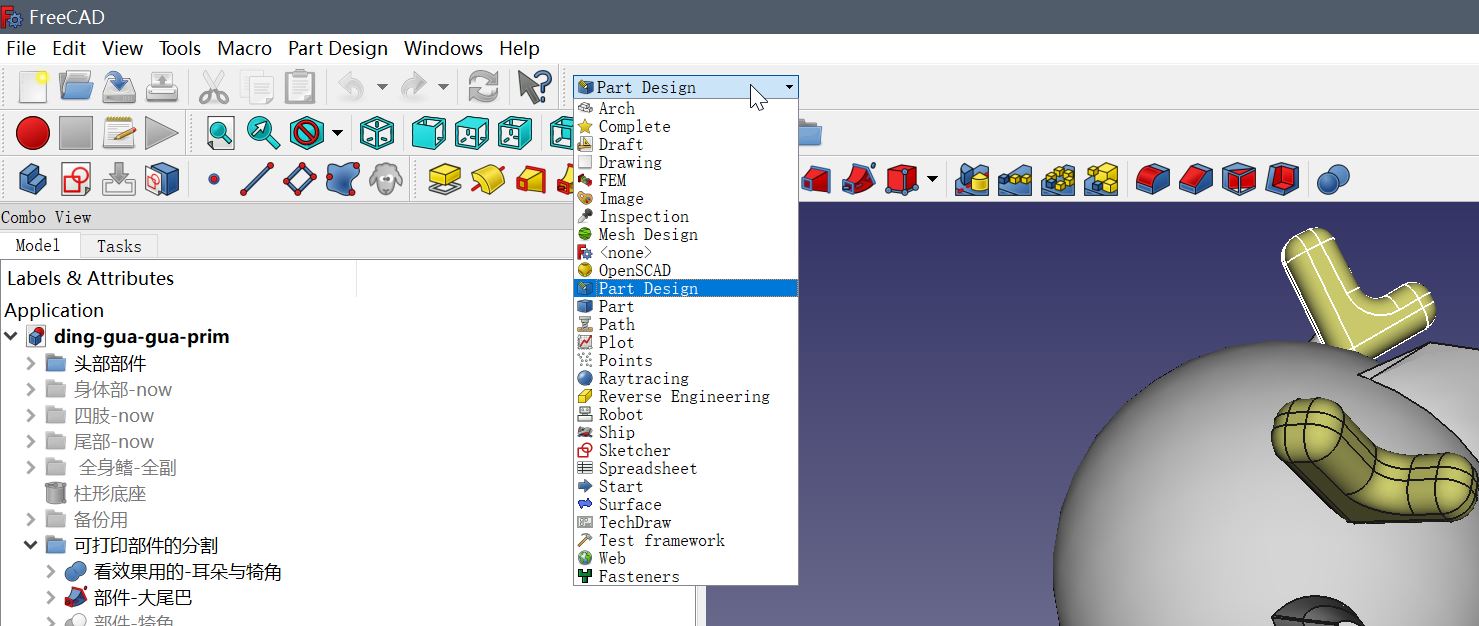 FreeCAD
File Edit View Tools Macro Part Design Windows Help
Part Design
Arch
Complete
Draft
Drawing
FEM
Image
Inspection
Mesh Design
<none>
OpenSCAD
Part Design
Part
Path
Plot
Points
Raytracing
Reverse Engineering
Robot
Ship
Sketcher
Spreadsheet
Start
Surface
TechDraw
Test framework
Web
Fasteners
Combo View
Model Tasks
Labels & Attributes
Application
ding-gua-gua-prim
头部部件
身体部-now
四肢-now
尾部-now
全身鳍-全副
柱形底座
备份用
可打印部件的分割
看效果用的-耳朵与犄角
部件-大尾巴
部件-犄角